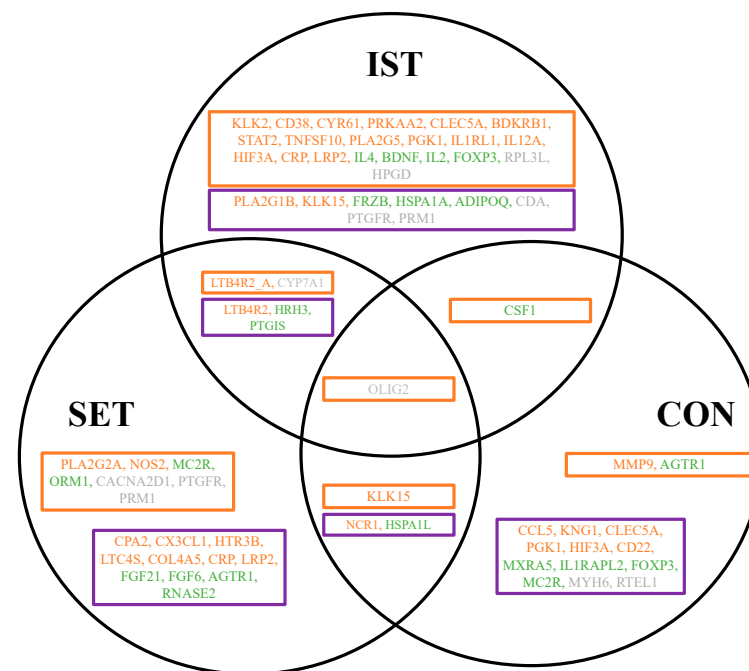 IST
KLK2, CD38, CYR61, PRKAA2, CLEC5A, BDKRB1,
STAT2, TNFSF10, PLA2G5, PGK1, IL1RL1, IL12A,
HIF3A, CRP, LRP2, IL4, BDNF, IL2, FOXP3, RPL3L,
HPGD
PLA2G1B, KLK15, FRZB, HSPA1A, ADIPOQ, CDA,
PTGFR, PRM1
LTB4R2_A, CYP7A1
LTB4R2, HRH3,
PTGIS
CSF1
OLIG2
SET
CON
PLA2G2A, NOS2, MC2R,
ORM1, CACNA2D1, PTGFR,
PRM1
MMP9, AGTR1
KLK15
NCR1, HSPA1L
CPA2, CX3CL1, HTR3B,
LTC4S, COL4A5, CRP, LRP2,
FGF21, FGF6, AGTR1,
RNASE2
CCL5, KNG1, CLEC5A,
PGK1, HIF3A, CD22,
MXRA5, IL1RAPL2, FOXP3,
MC2R, MYH6, RTEL1